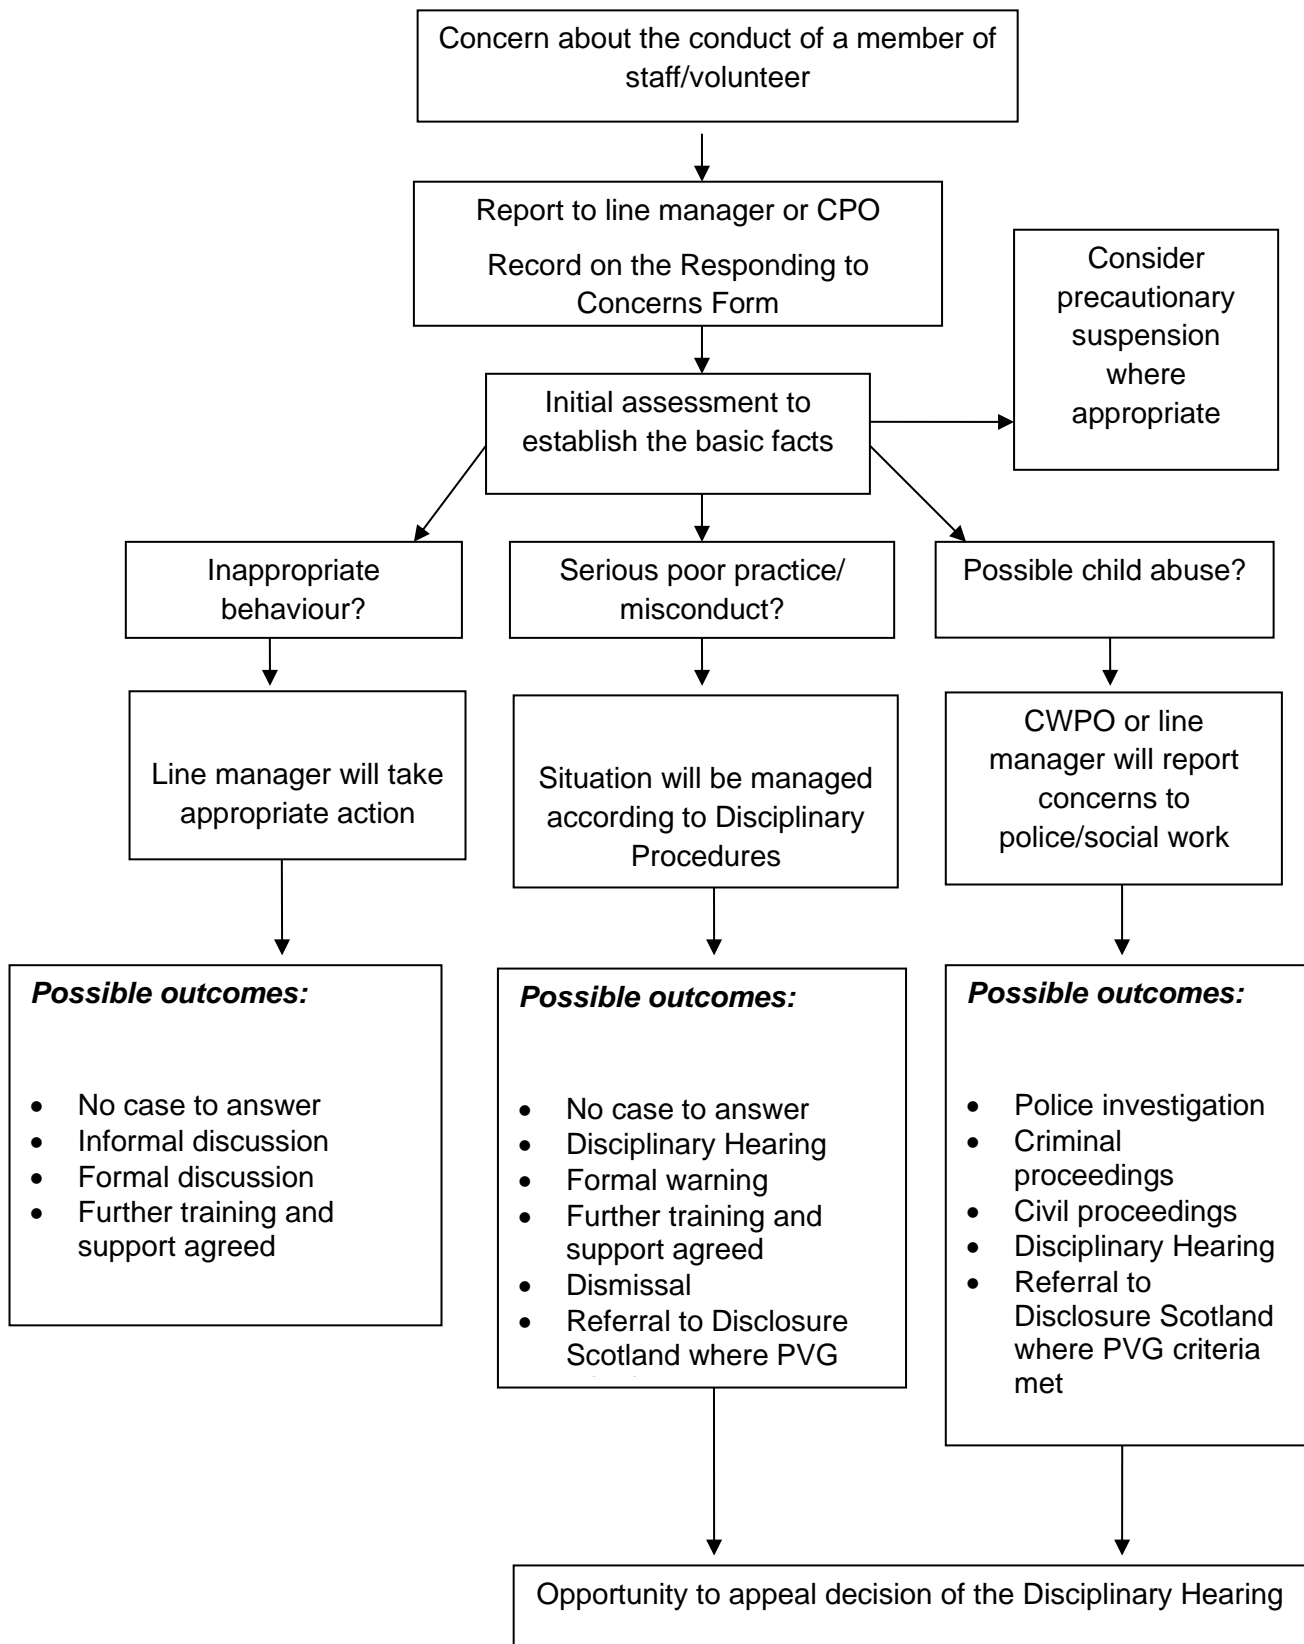 Concern about the conduct of a member of
staff/volunteer
Report to line manager or CPO
Record on the Responding to
Concerns Form
Consider
precautionary
suspension
where
appropriate
Initial assessment to
establish the basic facts
Inappropriate
behaviour?
Serious poor practice/
misconduct?
Possible child abuse?
Line manager will take
appropriate action
Situation will be managed
according to Disciplinary
Procedures
CWPO or line
manager will report
concerns to
police/social work
Possible outcomes:
• No case to answer
• Informal discussion
• Formal discussion
• Further training and
support agreed
Possible outcomes:
• No case to answer
• Disciplinary Hearing
• Formal warning
• Further training and
support agreed
• Dismissal
• Referral to Disclosure
Scotland where PVG
Possible outcomes:
• Police investigation
• Criminal
proceedings
• Civil proceedings
• Disciplinary Hearing
• Referral to
Disclosure Scotland
where PVG criteria
met
Opportunity to appeal decision of the Disciplinary Hearing